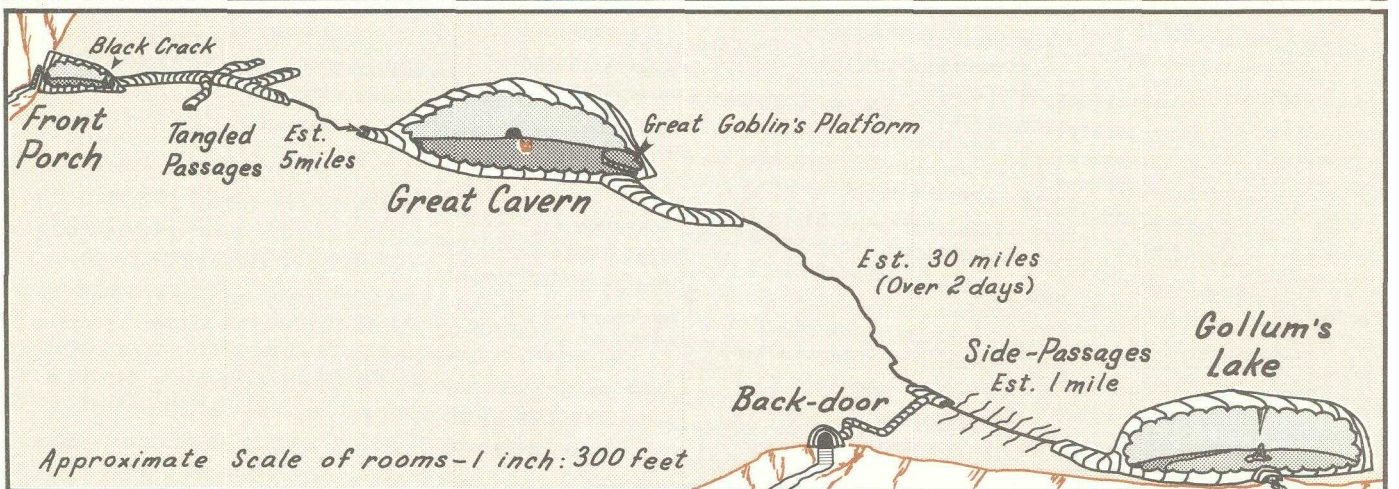 Black Crack
Front
Porch
Tangled
Passages
Est.
5miles
Great Goblin's Platform
Great Cavern
Est. 30 miles
(Over 2 days)
Gollum's
Lake
Side-Passages
Est. 1 mile
Back-door
Approximate Scale of rooms-1 inch: 300 feet